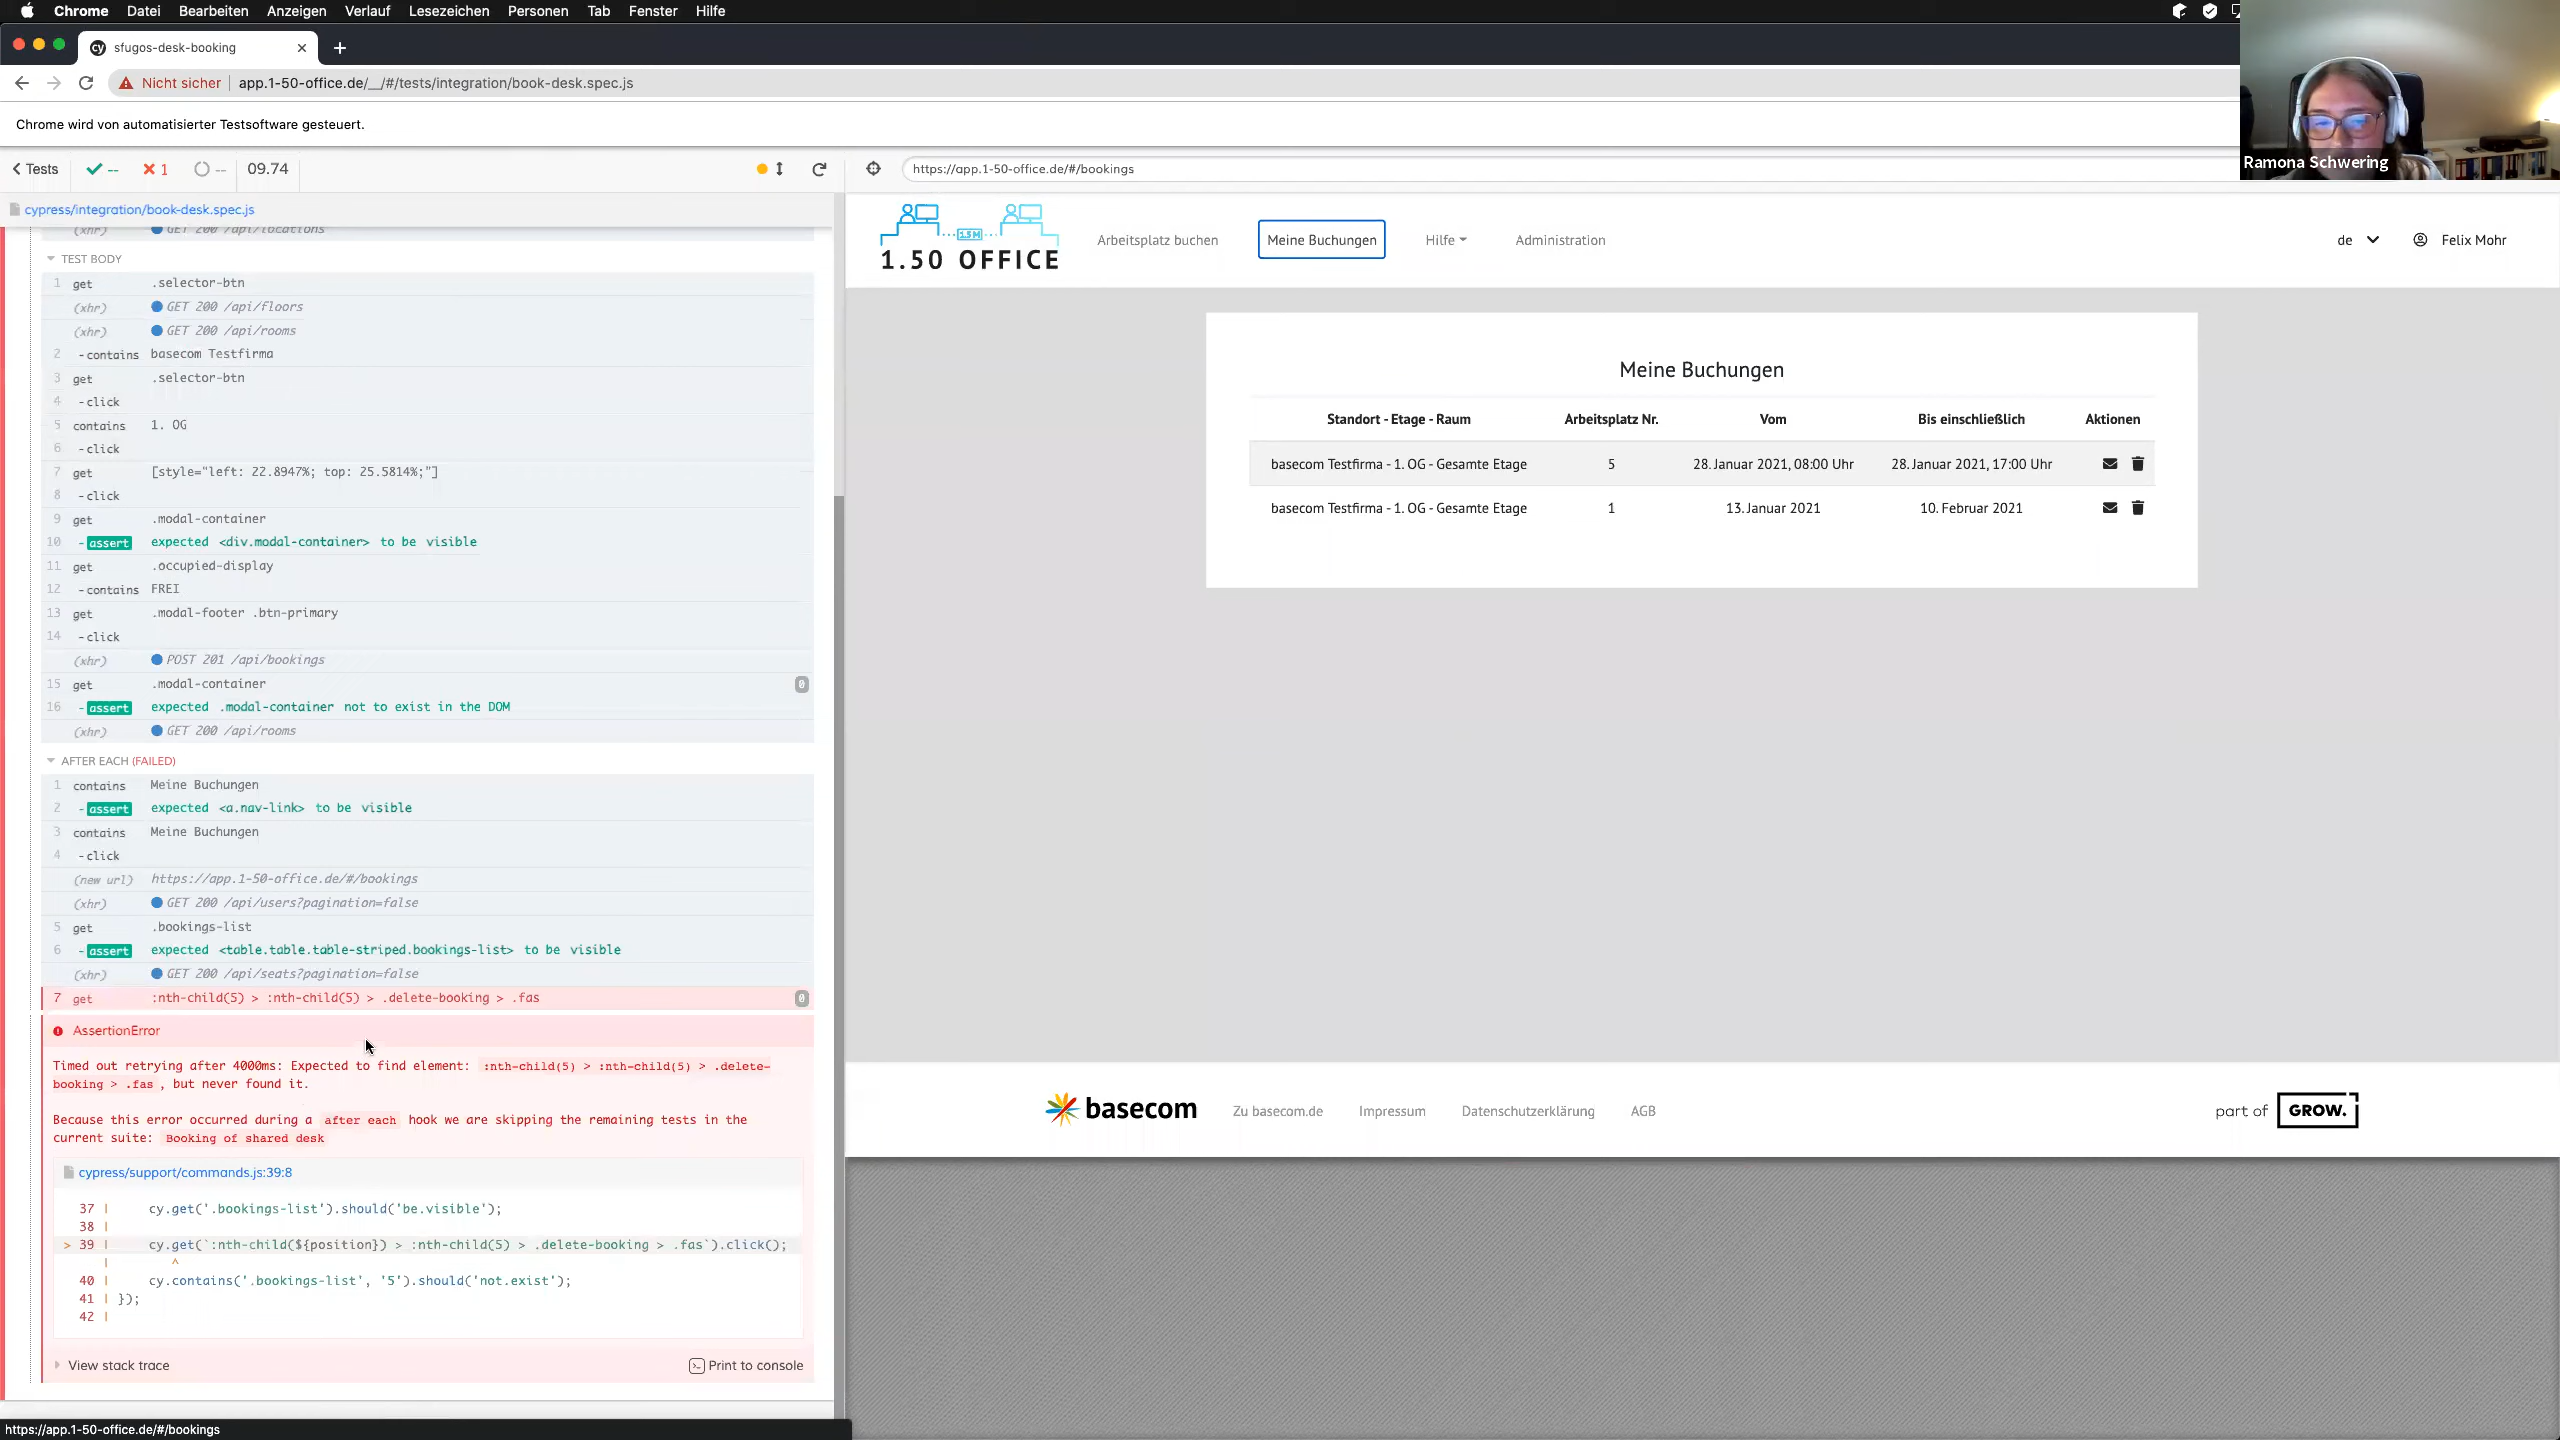 Chrome Datei Bearbeiten Anzeigen Verlauf Lesezeichen Personen Tab Fenster Hilfe
sfugos-desk-booking
Nicht sicher app.1-50-office.de/__/#/tests/integration/book-desk.spec.js
Chrome wird von automatisierter Testsoftware gesteuert.
Ramona Schwering
Tests -- 1 -- 09.74
cypress/integration/book-desk.spec.js
(xhr) GET 200 /api/locations
TEST BODY
1 get .selector-btn
(xhr) GET 200 /api/floors
(xhr) GET 200 /api/rooms
2 -contains basecom Testfirma
3 get .selector-btn
4 -click
5 contains 1. OG
6 -click
7 get [style="left: 22.8947%; top: 25.5814%;"]
8 -click
9 get .modal-container
10 -assert expected <div.modal-container> to be visible
11 get .occupied-display
12 -contains FREI
13 get .modal-footer .btn-primary
14 -click
(xhr) POST 201 /api/bookings
15 get .modal-container 0
16 -assert expected .modal-container not to exist in the DOM
(xhr) GET 200 /api/rooms
AFTER EACH (FAILED)
1 contains Meine Buchungen
2 -assert expected <a.nav-link> to be visible
3 contains Meine Buchungen
4 -click
(new url) https://app.1-50-office.de/#/bookings
(xhr) GET 200 /api/users?pagination=false
5 get .bookings-list
6 -assert expected <table.table.table-striped.bookings-list> to be visible
(xhr) GET 200 /api/seats?pagination=false
7 get :nth-child(5) > :nth-child(5) > .delete-booking > .fas 0
AssertionError
Timed out retrying after 4000ms: Expected to find element: :nth-child(5) > :nth-child(5) > .delete-
booking > .fas , but never found it.
Because this error occurred during a after each hook we are skipping the remaining tests in the
current suite: Booking of shared desk
cypress/support/commands.js:39:8
37 | cy.get('.bookings-list').should('be.visible');
38 |
> 39 | cy.get(`:nth-child(${position}) > :nth-child(5) > .delete-booking > .fas`).click();
| ^
40 | cy.contains('.bookings-list', '5').should('not.exist');
41 | });
42 |
View stack trace Print to console
https://app.1-50-office.de/#/bookings
https://app.1-50-office.de/#/bookings
1.5M
1.50 OFFICE
Arbeitsplatz buchen Meine Buchungen Hilfe Administration de Felix Mohr
Meine Buchungen
Standort - Etage - Raum Arbeitsplatz Nr. Vom Bis einschließlich Aktionen
basecom Testfirma - 1. OG - Gesamte Etage 5 28. Januar 2021, 08:00 Uhr 28. Januar 2021, 17:00 Uhr
basecom Testfirma - 1. OG - Gesamte Etage 1 13. Januar 2021 10. Februar 2021
basecom Zu basecom.de Impressum Datenschutzerklärung AGB part of GROW.